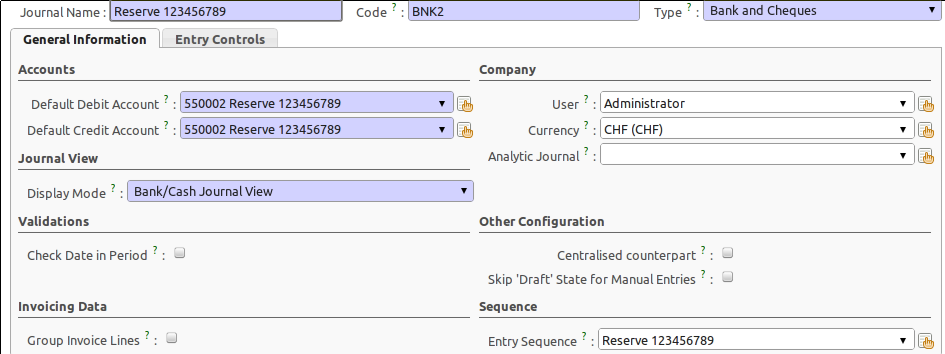 Journal Name : Reserve 123456789 Code ? : BNK2 Type ? : Bank and Cheques
General Information Entry Controls
Accounts Company
Default Debit Account ? : 550002 Reserve 123456789 User ? : Administrator
Default Credit Account ? : 550002 Reserve 123456789 Currency ? : CHF (CHF)
Journal View Analytic Journal ? :
Display Mode ? : Bank/Cash Journal View
Validations Other Configuration
Check Date in Period ? : Centralised counterpart ? :
Skip 'Draft' State for Manual Entries ? :
Invoicing Data Sequence
Group Invoice Lines ? : Entry Sequence ? : Reserve 123456789